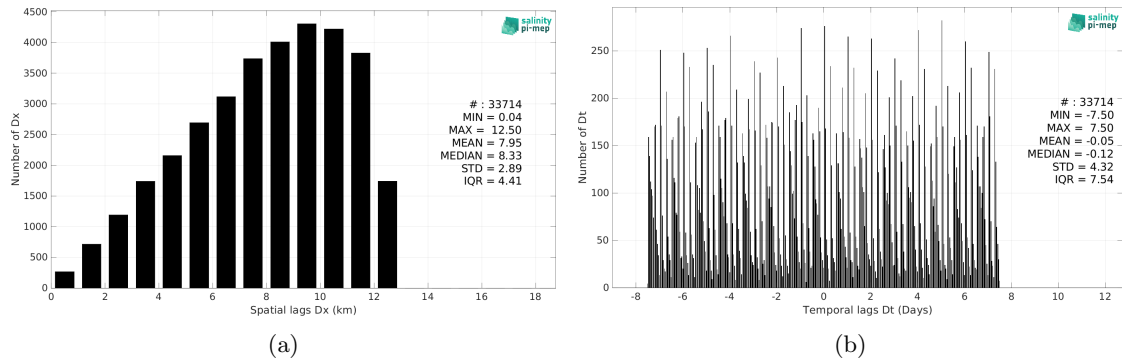 salinity
pi-mep
Number of Dx
4500
4000
3500
3000
2500
2000
1500
1000
500
0
# : 33714
MIN = 0.04
MAX = 12.50
MEAN = 7.95
MEDIAN = 8.33
STD = 2.89
IQR = 4.41
0 2 4 6 8 10 12 14 16 18
Spatial lags Dx (km)
(a)
salinity
pi-mep
Number of Dt
250
200
150
100
50
0
# : 33714
MIN = -7.50
MAX = 7.50
MEAN = -0.05
MEDIAN = -0.12
STD = 4.32
IQR = 7.54
-8 -6 -4 -2 0 2 4 6 8 10 12
Temporal lags Dt (Days)
(b)